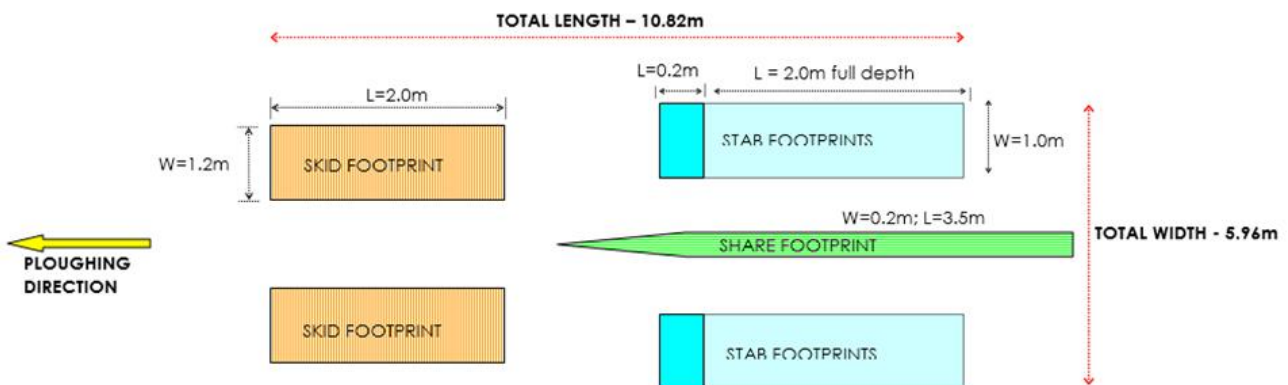 TOTAL LENGTH – 10.82m
L=0.2m
L = 2.0m full depth
L=2.0m
W=1.2m
SKID FOOTPRINT
STAB FOOTPRINTS
W=1.0m
W=0.2m; L=3.5m
SHARE FOOTPRINT
TOTAL WIDTH - 5.96m
PLOUGHING
DIRECTION
SKID FOOTPRINT
STAB FOOTPRINTS